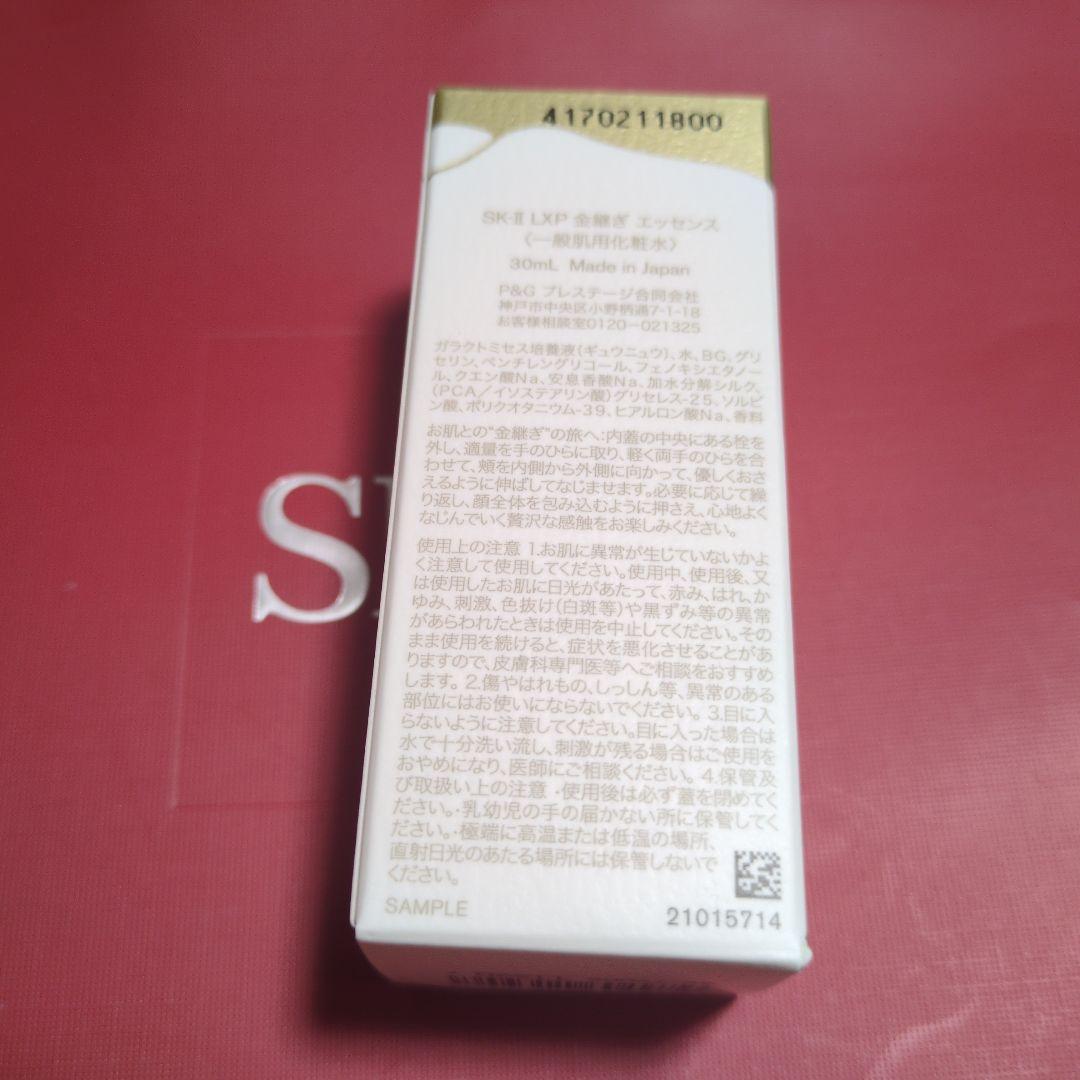 4170211800
SK-II LXP 金継ぎ エッセンス
〈一般肌用化粧水〉
30mL Made in Japan
P&G プレステージ合同会社
神戸市中央区小野柄通7-1-18
お客様相談室0120-021325
ガラクトミセス培養液(ギュウニュウ)、水、BG、グリ
セリン、ペンチレングリコール、フェノキシエタノー
ル、クエン酸Na、安息香酸Na、加水分解シルク、
(PCA/イソステアリン酸)グリセレス-25、ソルビ
ン酸、ポリクオタニウム-39、ヒアルロン酸Na、香料
お肌との“金継ぎ”の旅へ:内蓋の中央にある栓を
外し、適量を手のひらに取り、軽く両手のひらを合
わせて、頬を内側から外側に向かって、優しくおさ
えるように伸ばしてなじませます。必要に応じて繰
り返し、顔全体を包み込むように押さえ、心地よく
なじんでいく贅沢な感触をお楽しみください。
使用上の注意 1.お肌に異常が生じていないかよ
く注意して使用してください。使用中、使用後、又
は使用したお肌に日光があたって、赤み、はれ、か
ゆみ、刺激、色抜け(白斑等)や黒ずみ等の異常
があらわれたときは使用を中止してください。その
まま使用を続けると、症状を悪化させることがあ
りますので、皮膚科専門医等へご相談をおすすめ
します。 2.傷やはれもの、しっしん等、異常のある
部位にはお使いにならないでください。 3.目に入
らないように注意してください。目に入った場合は
水で十分洗い流し、刺激が残る場合はご使用を
おやめになり、医師にご相談ください。 4.保管及
び取扱い上の注意 ・使用後は必ず蓋を閉めてく
ださい。・乳幼児の手の届かない所に保管してく
ださい。・極端に高温または低温の場所、
直射日光のあたる場所には保管しないで
ください。
SAMPLE
21015714
S